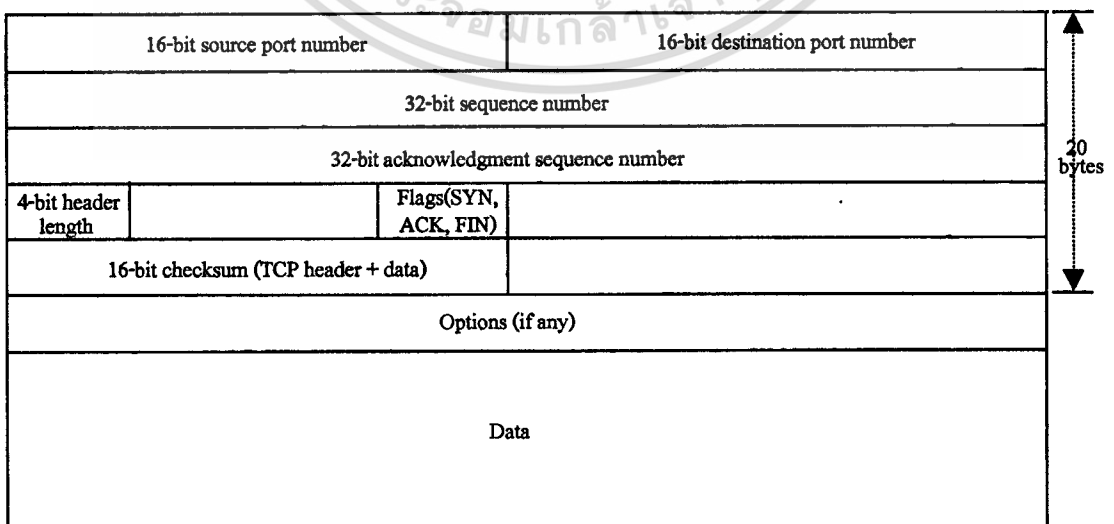 16-bit source port number
16-bit destination port number
32-bit sequence number
32-bit acknowledgment sequence number
20
bytes
4-bit header
length
Flags(SYN,
ACK, FIN)
16-bit checksum (TCP header + data)
Options (if any)
Data